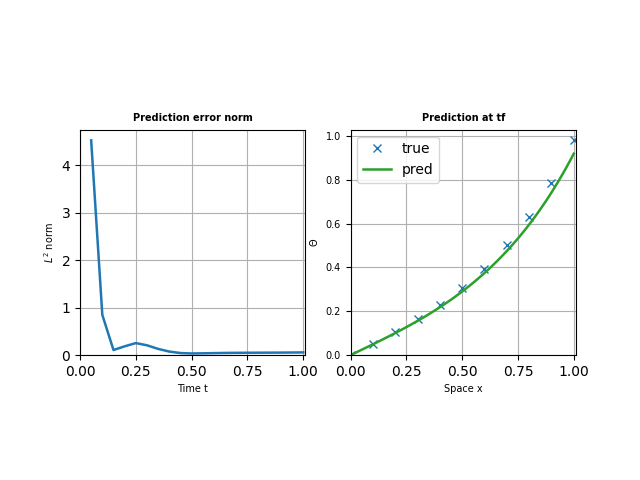 Prediction error norm
L² norm
4
3
2
1
0
0.00 0.25 0.50 0.75 1.00
Time t
Prediction at tf
Θ
1.0
0.8
0.6
0.4
0.2
0.0
true
pred
0.00 0.25 0.50 0.75 1.00
Space x